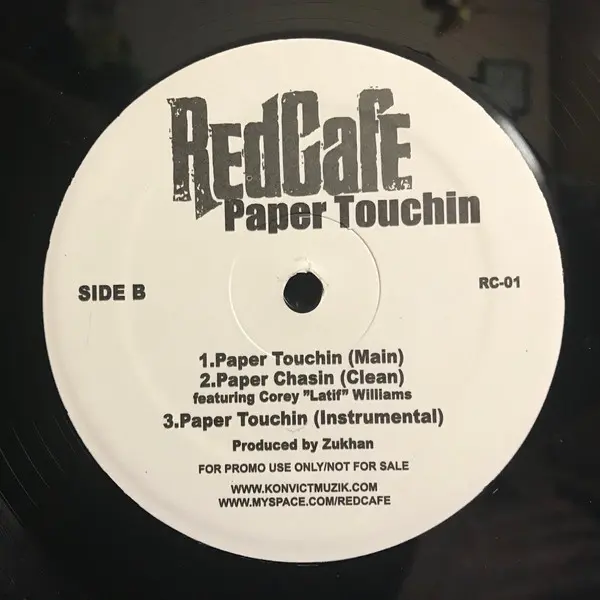 RedCafe
Paper Touchin
SIDE B
RC-01
1.Paper Touchin (Main)
2.Paper Chasin (Clean)
featuring Corey "Latif" Williams
3.Paper Touchin (Instrumental)
Produced by Zukhan
FOR PROMO USE ONLY/NOT FOR SALE
WWW.KONVICTMUZIK.COM
WWW.MYSPACE.COM/REDCAFE